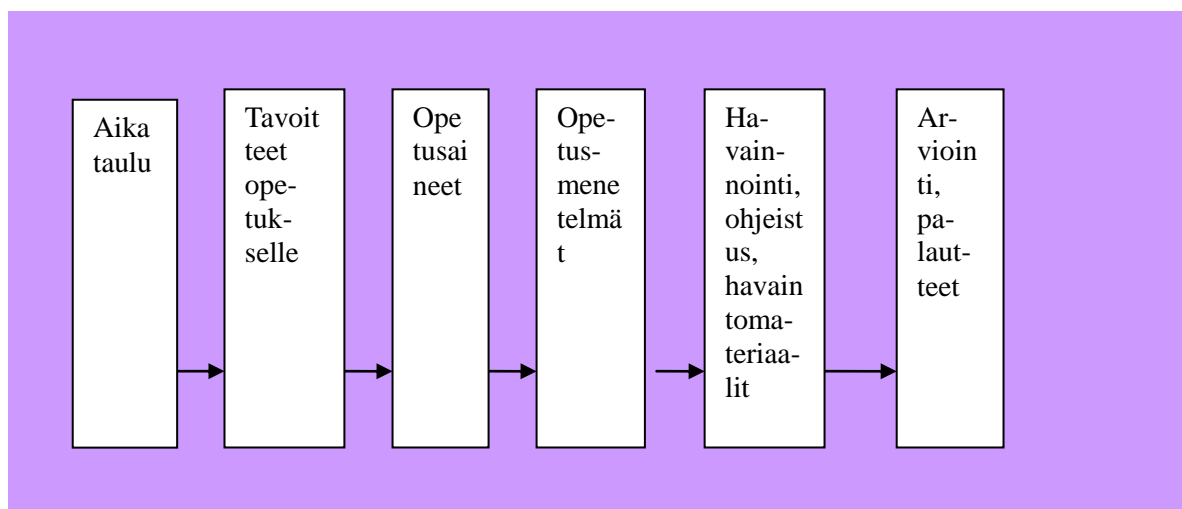 Aika
taulu
Tavoit
teet
ope-
tuk-
selle
Ope
tusai
neet
Ope-
tus-
mene
telmä
t
Ha-
vain-
nointi,
ohjeist
us,
havain
toma-
teriaa-
lit
Ar-
vioin
ti,
pa-
laut-
teet